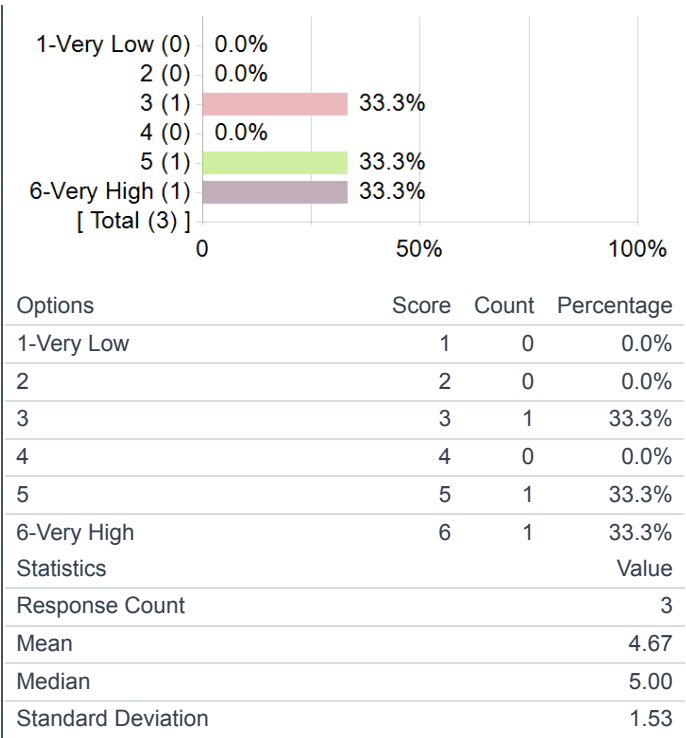 1-Very Low (0) 0.0%
2 (0) 0.0%
3 (1) 33.3%
4 (0) 0.0%
5 (1) 33.3%
6-Very High (1) 33.3%
[ Total (3) ]
0 50% 100%
Options Score Count Percentage
1-Very Low 1 0 0.0%
2 2 0 0.0%
3 3 1 33.3%
4 4 0 0.0%
5 5 1 33.3%
6-Very High 6 1 33.3%
Statistics Value
Response Count 3
Mean 4.67
Median 5.00
Standard Deviation 1.53